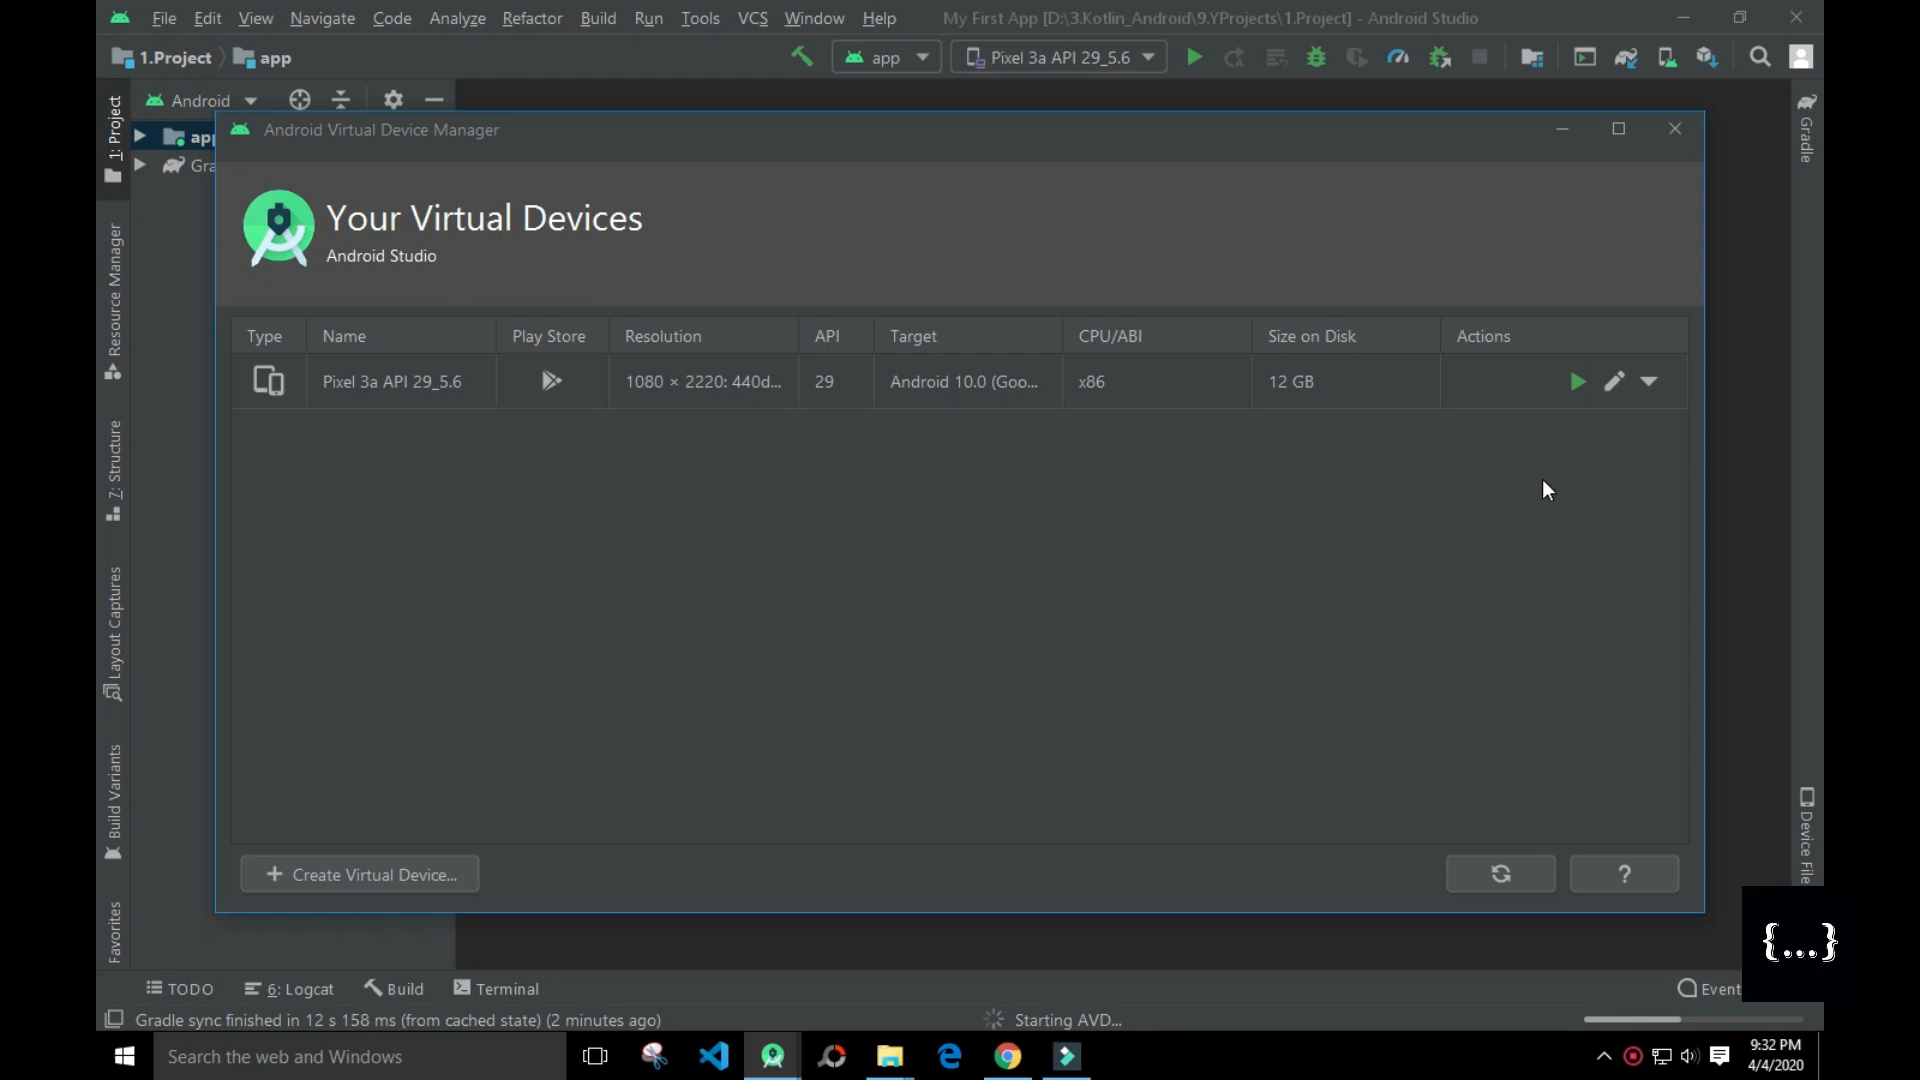 File Edit View Navigate Code Analyze Refactor Build Run Tools VCS Window Help My First App [D:\3.Kotlin_Android\9.YProjects\1.Project] - Android Studio
1.Project app app Pixel 3a API 29_5.6
Android
app
Gra
1: Project
Resource Manager
7: Structure
Layout Captures
Build Variants
Favorites
Android Virtual Device Manager
Your Virtual Devices
Android Studio
Type Name Play Store Resolution API Target CPU/ABI Size on Disk Actions
Pixel 3a API 29_5.6 1080 × 2220: 440d... 29 Android 10.0 (Goo... x86 12 GB
+ Create Virtual Device...
?
Gradle
Device File
{...}
TODO 6: Logcat Build Terminal Event
Gradle sync finished in 12 s 158 ms (from cached state) (2 minutes ago) Starting AVD...
Search the web and Windows
9:32 PM
4/4/2020